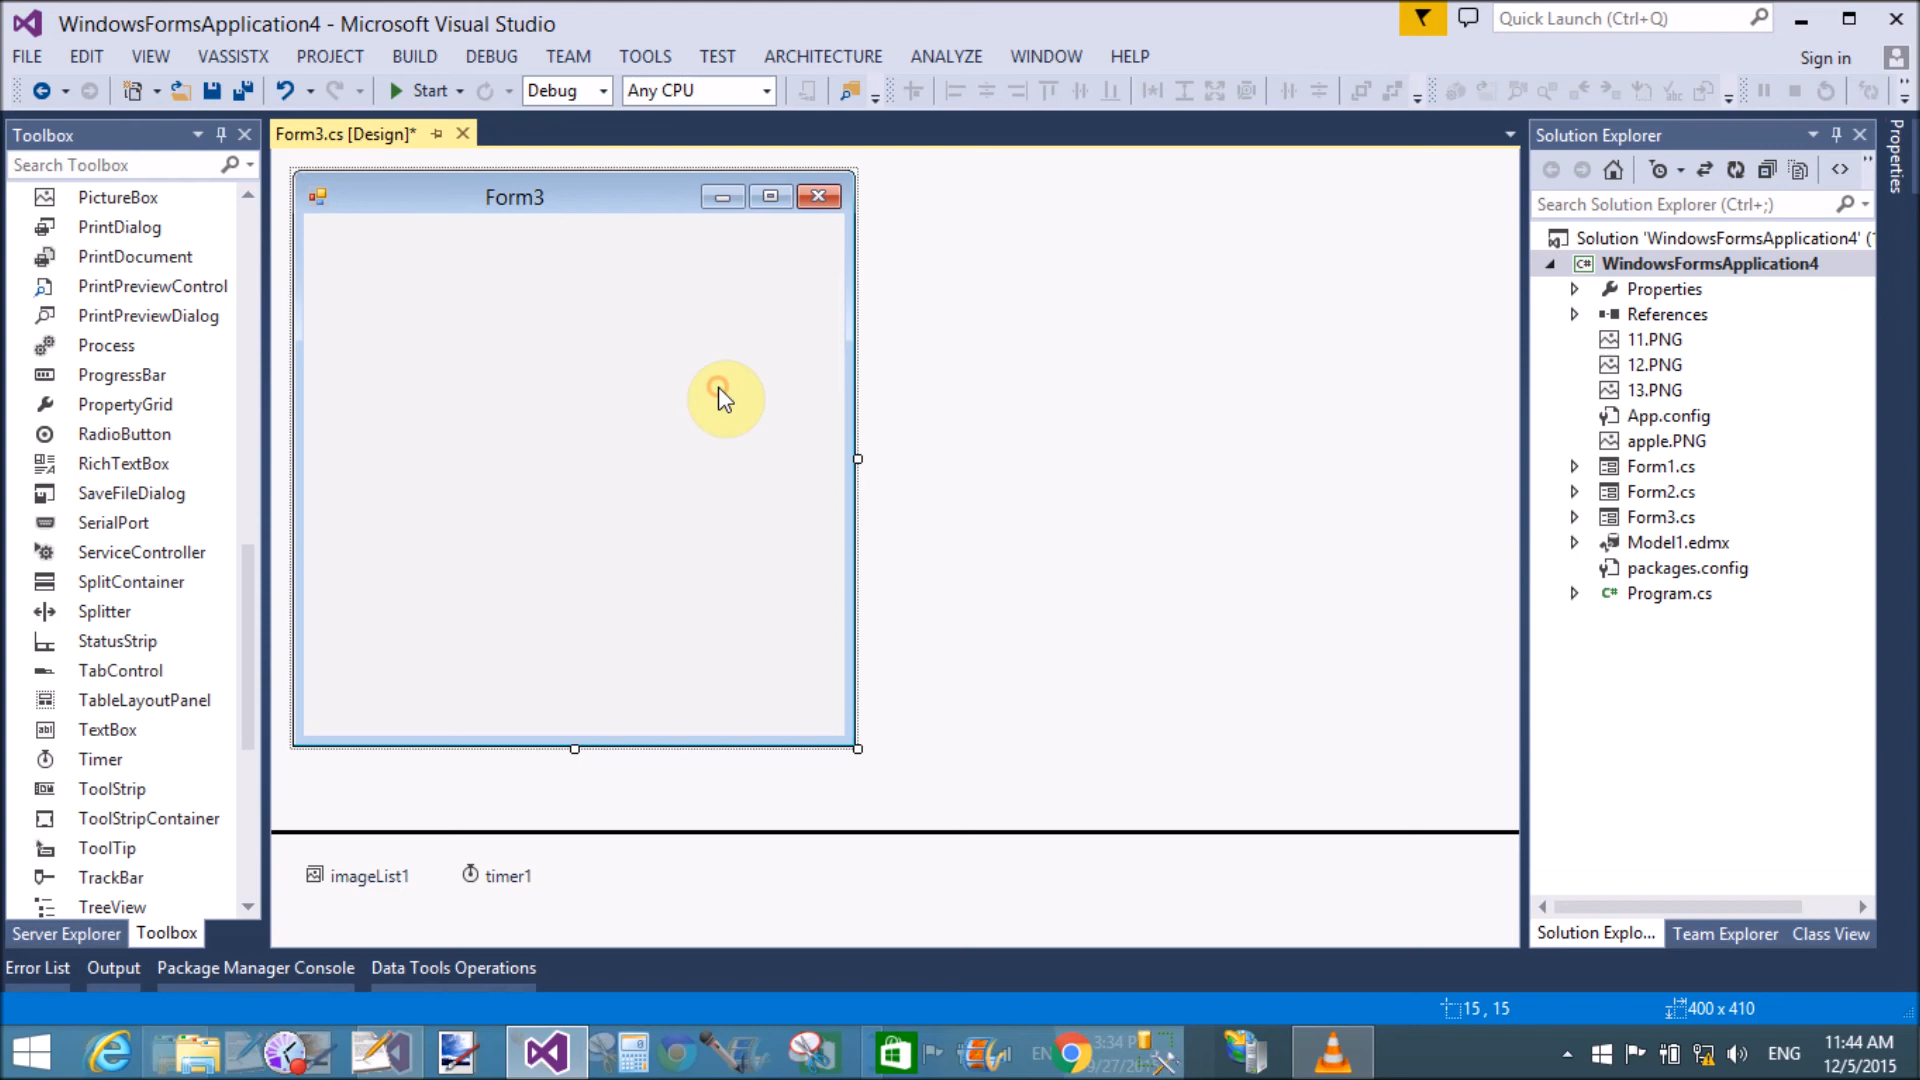 WindowsFormsApplication4 - Microsoft Visual Studio
Quick Launch (Ctrl+Q)
FILE EDIT VIEW VASSISTX PROJECT BUILD DEBUG TEAM TOOLS TEST ARCHITECTURE ANALYZE WINDOW HELP
Sign in
Start Debug Any CPU
Toolbox
Search Toolbox
PictureBox
PrintDialog
PrintDocument
PrintPreviewControl
PrintPreviewDialog
Process
ProgressBar
PropertyGrid
RadioButton
RichTextBox
SaveFileDialog
SerialPort
ServiceController
SplitContainer
Splitter
StatusStrip
TabControl
TableLayoutPanel
TextBox
Timer
ToolStrip
ToolStripContainer
ToolTip
TrackBar
TreeView
Server Explorer Toolbox
Form3.cs [Design]*
Form3
imageList1 timer1
Solution Explorer
Search Solution Explorer (Ctrl+;)
Solution 'WindowsFormsApplication4' (
WindowsFormsApplication4
Properties
References
11.PNG
12.PNG
13.PNG
App.config
apple.PNG
Form1.cs
Form2.cs
Form3.cs
Model1.edmx
packages.config
Program.cs
Solution Explo... Team Explorer Class View
Properties
Error List Output Package Manager Console Data Tools Operations
15 , 15 400 x 410
3:34 P
EN
ENG
11:44 AM
12/5/2015